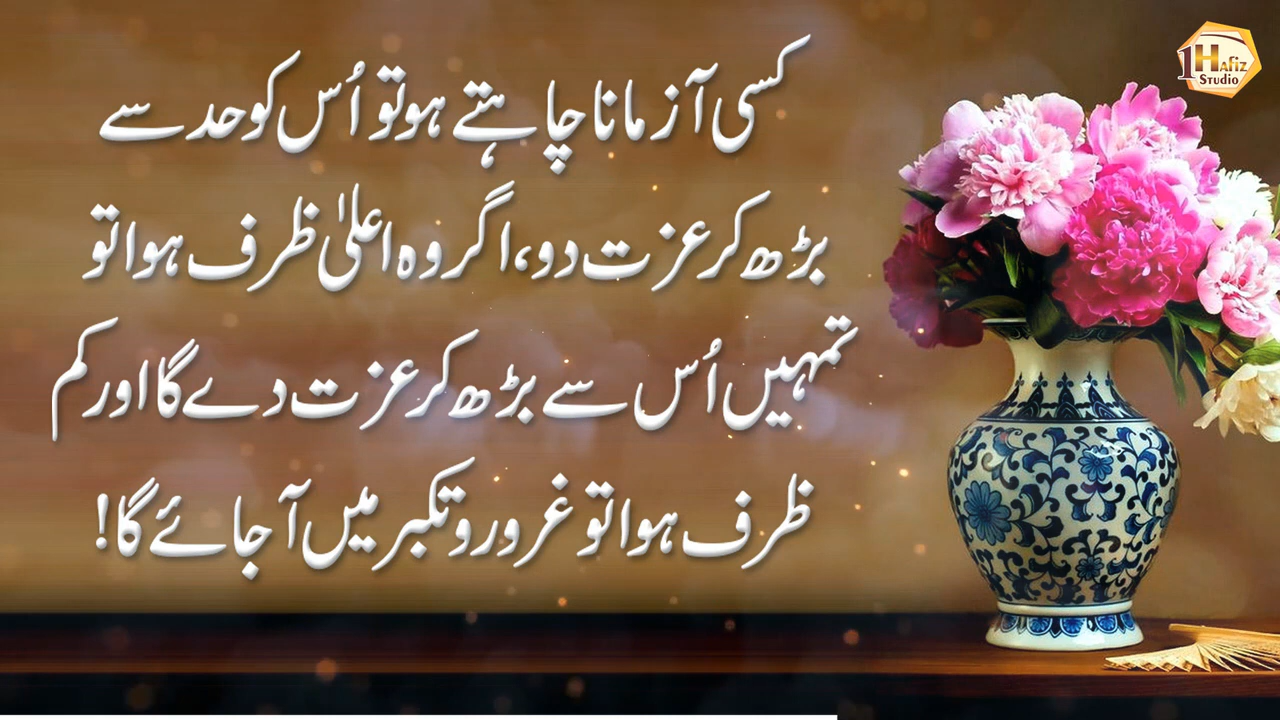 کسی آزمانا چاہتے ہو تو اُس کو حد سے
بڑھ کر عزت دو، اگر وہ اعلیٰ ظرف ہوا تو
تمہیں اُس سے بڑھ کر عزت دے گا اور کم
ظرف ہوا تو غرور و تکبر میں آ جائے گا!
1Hafiz
Studio